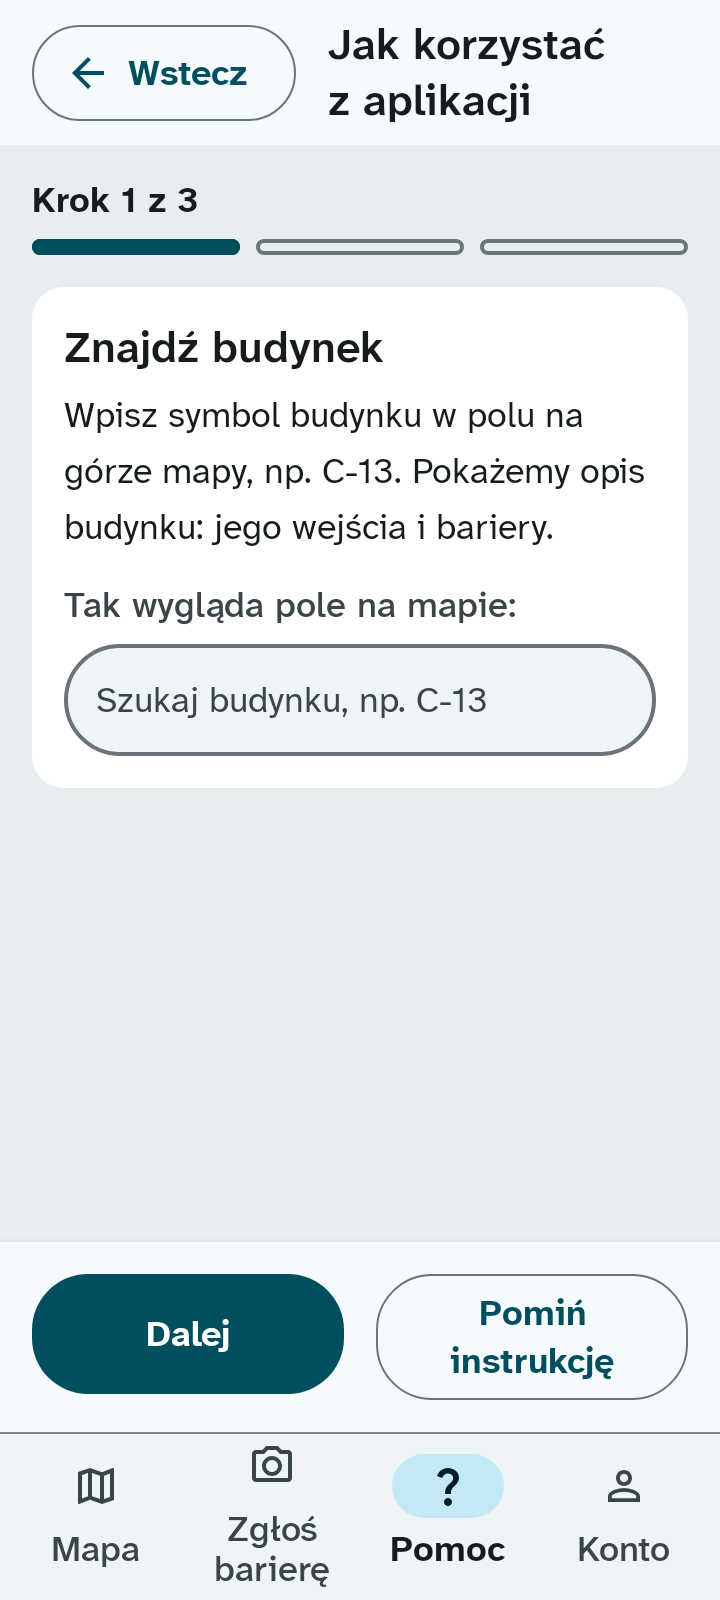 Wstecz
Jak korzystać
z aplikacji
Krok 1 z 3
Znajdź budynek
Wpisz symbol budynku w polu na
górze mapy, np. C-13. Pokażemy opis
budynku: jego wejścia i bariery.
Tak wygląda pole na mapie:
Szukaj budynku, np. C-13
Dalej
Pomiń
instrukcję
Mapa
Zgłoś
barierę
?
Pomoc
Konto